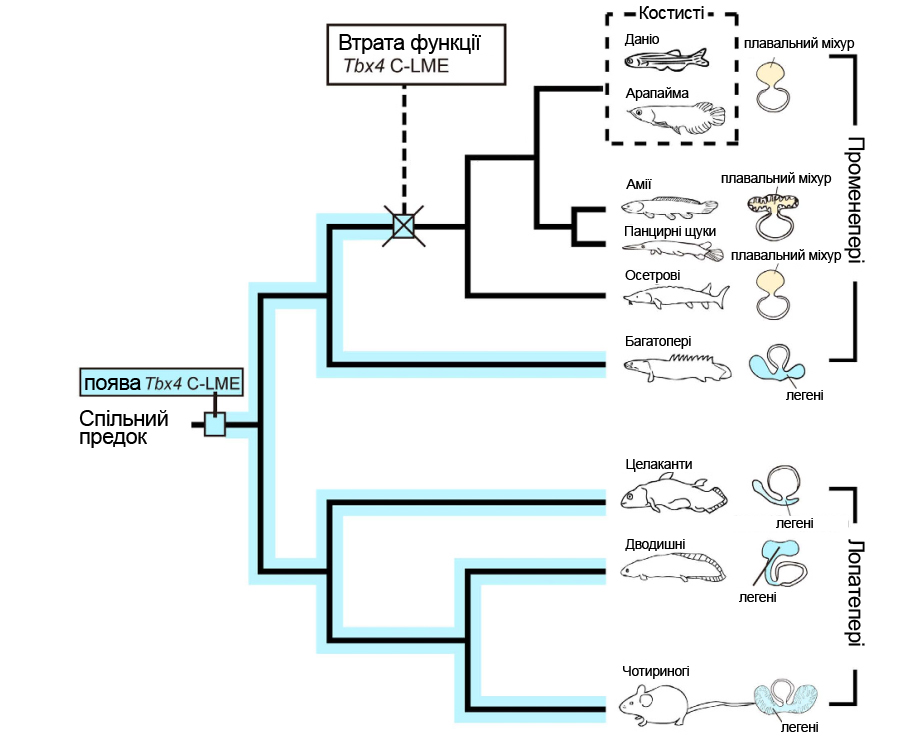 Костисті
Втрата функції
Tbx4 C-LME
Даніо
плавальний міхур
Арапайма
Променепері
Амії
плавальний міхур
Панцирні щуки
плавальний міхур
Осетрові
Багатопері
легені
поява Tbx4 C-LME
Спільний
предок
Целаканти
легені
Лопатепері
Дводишні
легені
Чотириногі
легені